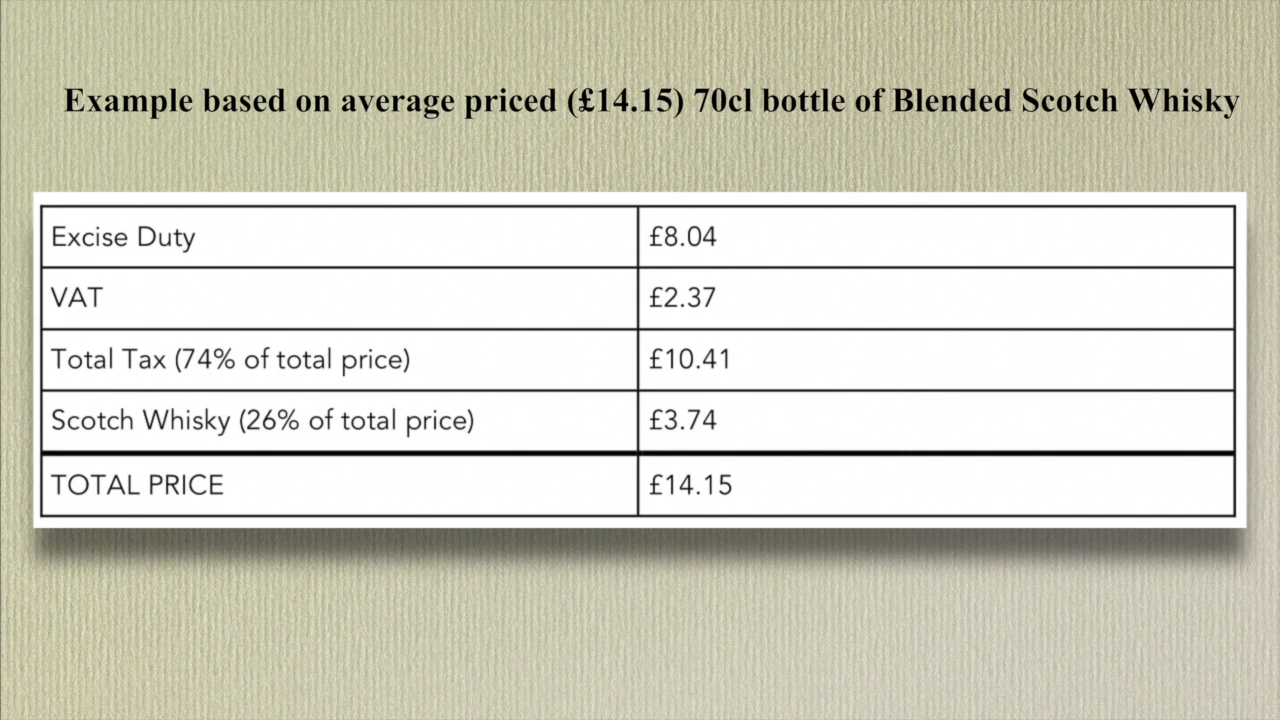 Example based on average priced (£14.15) 70cl bottle of Blended Scotch Whisky
Excise Duty £8.04
VAT £2.37
Total Tax (74% of total price) £10.41
Scotch Whisky (26% of total price) £3.74
TOTAL PRICE £14.15